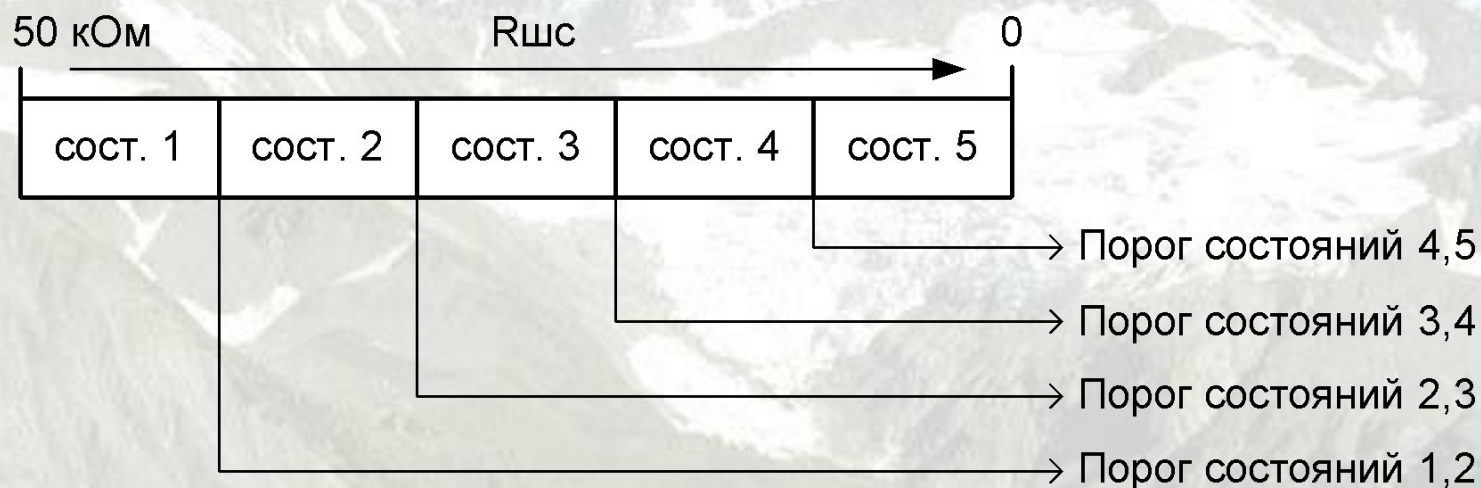 50 кОм Rшс 0
сост. 1 сост. 2 сост. 3 сост. 4 сост. 5
Порог состояний 4,5
Порог состояний 3,4
Порог состояний 2,3
Порог состояний 1,2